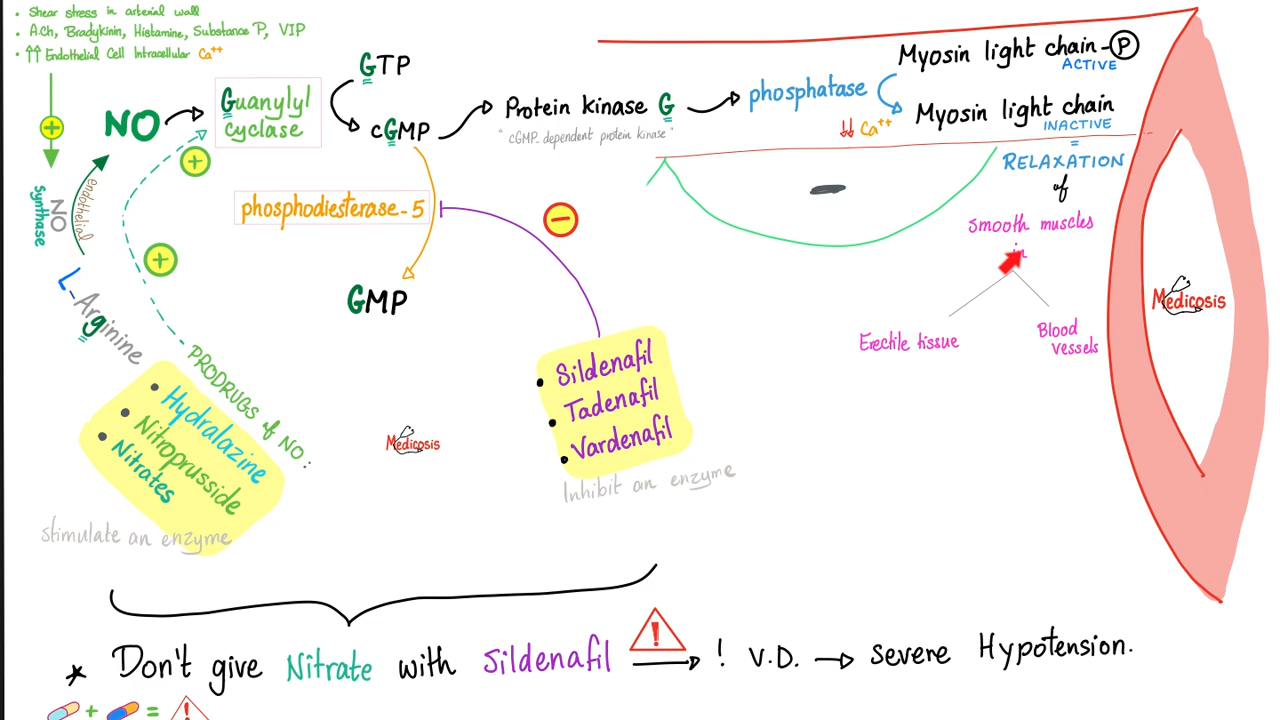 • Shear stress in arterial wall
• ACh, Bradykinin, Histamine, Substance P, VIP
• ↑↑ Endothelial Cell Intracellular Ca++
+
NO
Guanylyl
cyclase
GTP
cGMP
Protein kinase G
" cGMP-dependent protein kinase "
phosphatase
↓↓ Ca++
Myosin light chain-P
ACTIVE
Myosin light chain
INACTIVE
=
RELAXATION
of
Smooth muscles
in
Erectile tissue
Blood
vessels
Medicosis
NO
Synthase
endothelial
L-Arginine
+
+
phosphodiesterase-5
GMP
PRODRUGS of NO:
• Hydralazine
• Nitroprusside
• Nitrates
stimulate an enzyme
Medicosis
• Sildenafil
• Tadenafil
• Vardenafil
Inhibit an enzyme
* Don't give Nitrate with Sildenafil ! → ! V.D. → Severe Hypotension.
+ = !